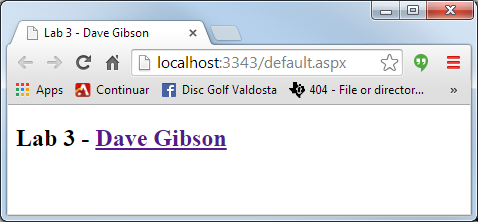 Lab 3 - Dave Gibson
localhost:3343/default.aspx
Apps Continuar Disc Golf Valdosta 404 - File or director... »
Lab 3 - Dave Gibson